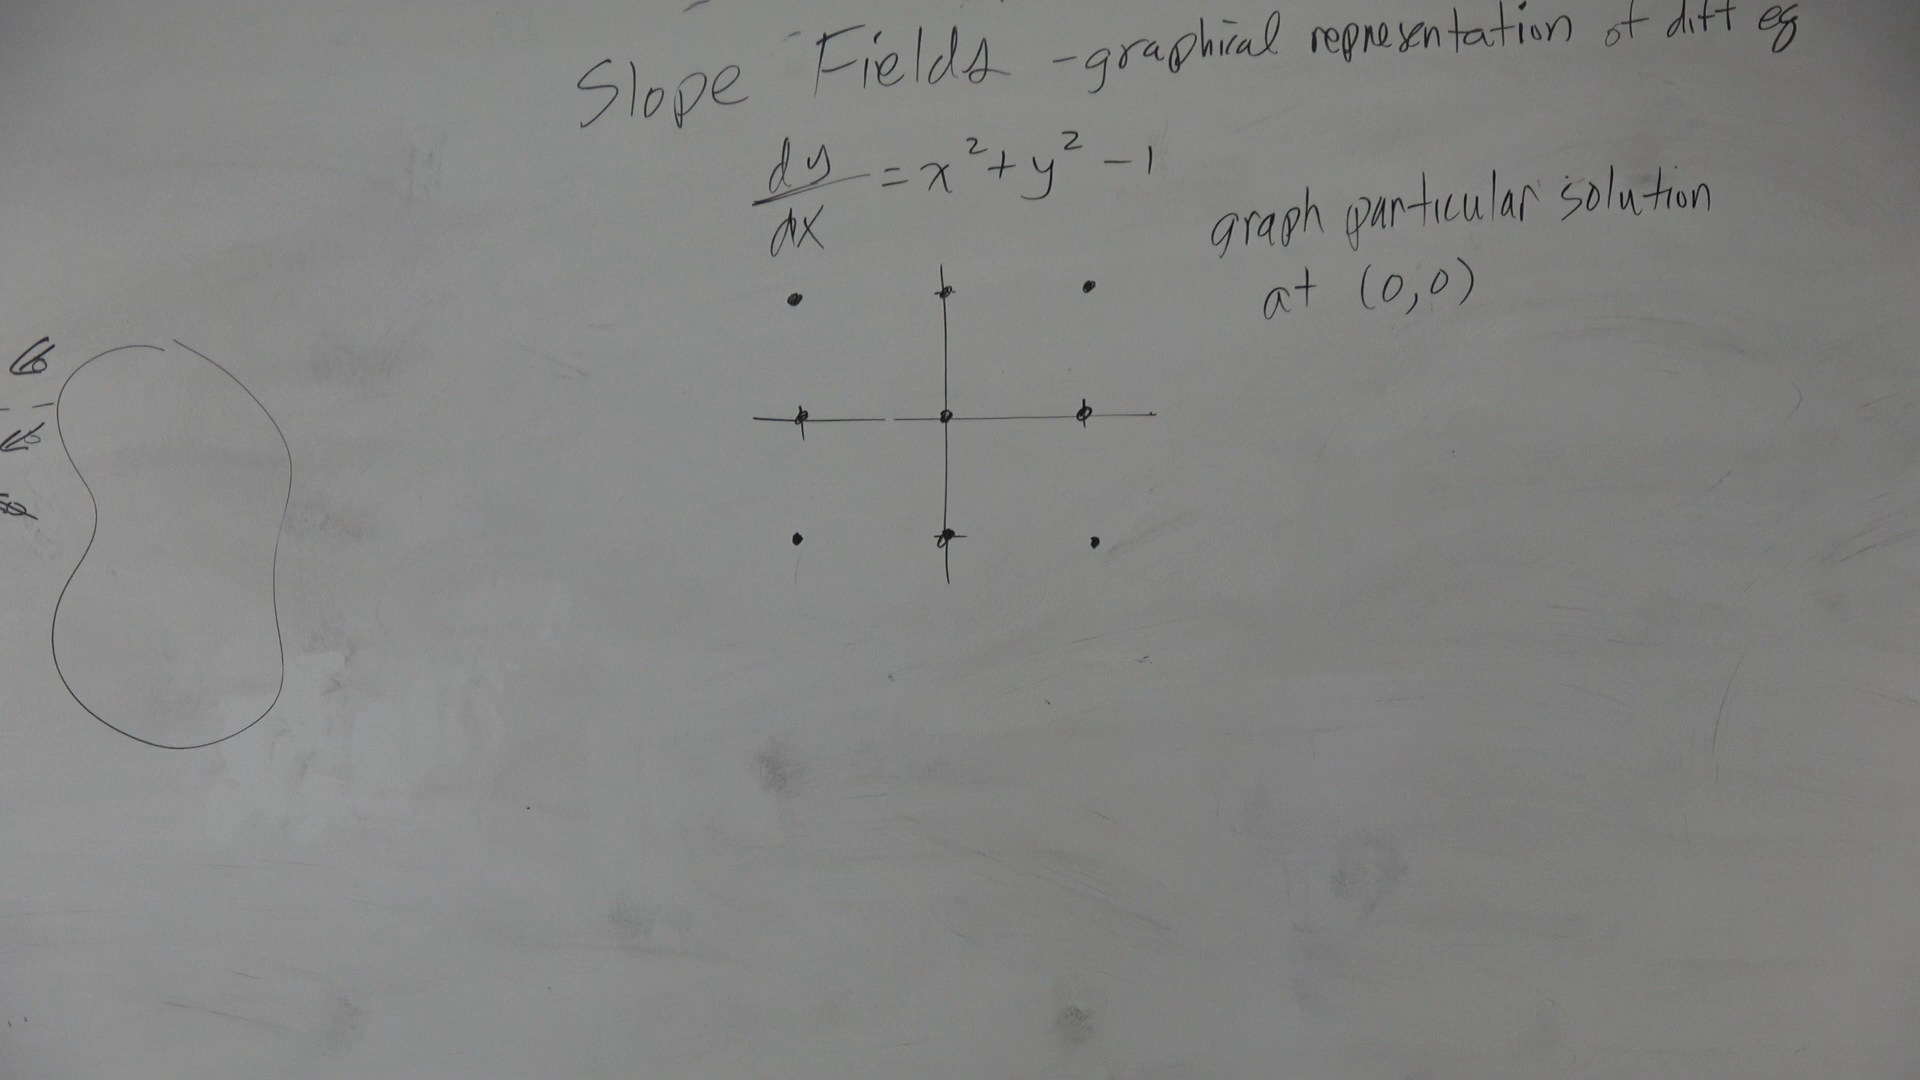 Slope Fields - graphical representation of diff eq
dy/dx = x² + y² - 1
graph particular solution
at (0,0)